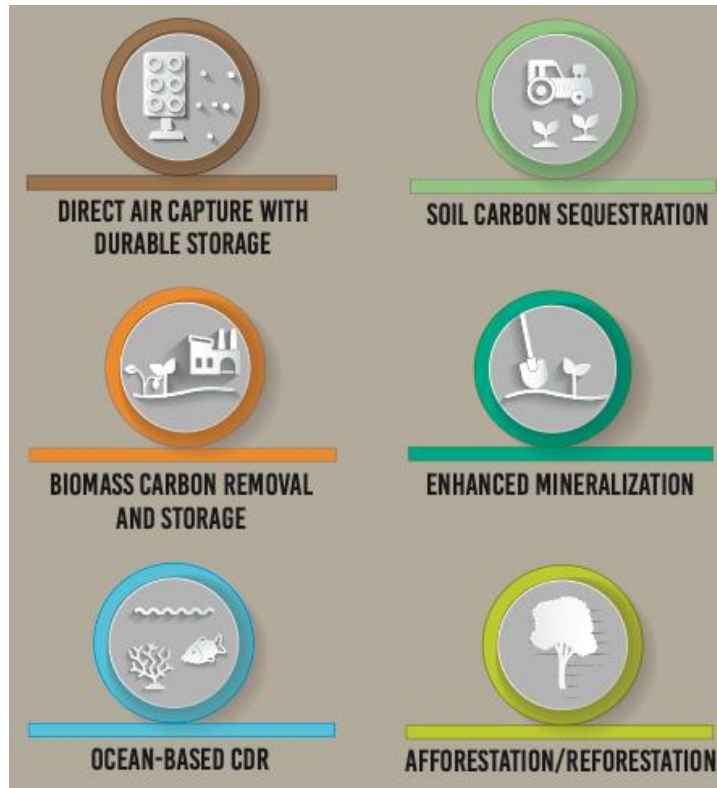 DIRECT AIR CAPTURE WITH
DURABLE STORAGE
SOIL CARBON SEQUESTRATION
BIOMASS CARBON REMOVAL
AND STORAGE
ENHANCED MINERALIZATION
OCEAN-BASED CDR
AFFORESTATION/REFORESTATION